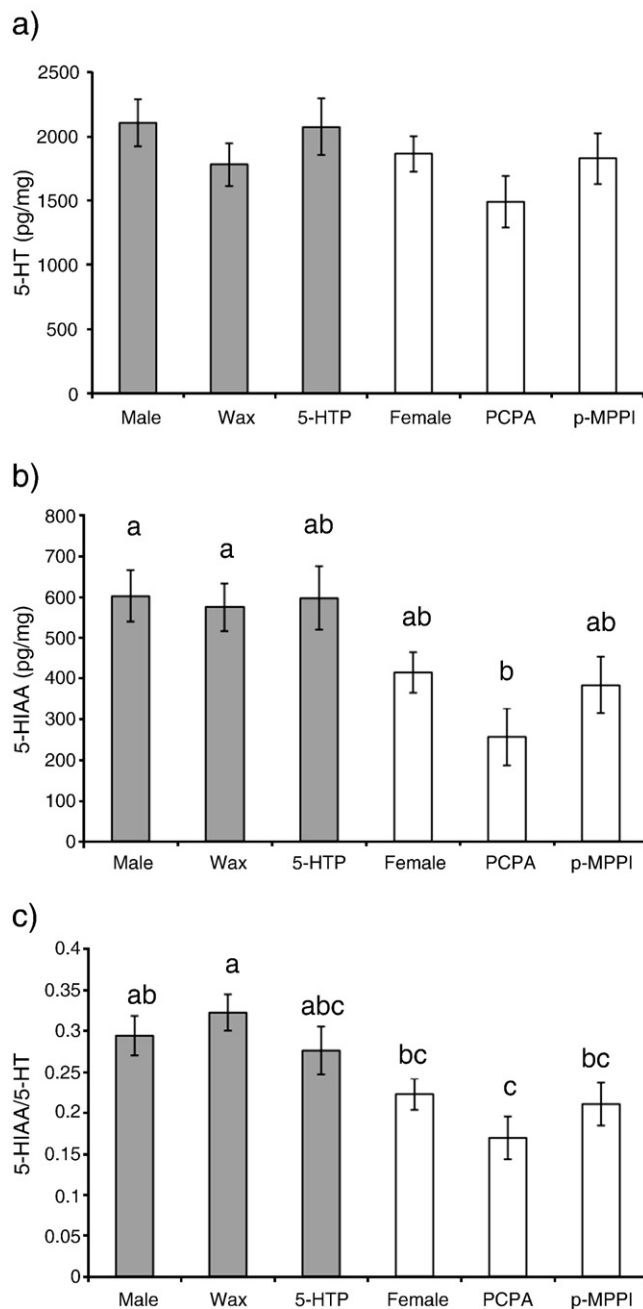 a)
2500
2000
1500
1000
500
0
5-HT (pg/mg)
Male Wax 5-HTP Female PCPA p-MPPI
b)
800
700
600
500
400
300
200
100
0
5-HIAA (pg/mg)
a a ab ab b ab
Male Wax 5-HTP Female PCPA p-MPPI
c)
0.4
0.35
0.3
0.25
0.2
0.15
0.1
0.05
0
5-HIAA/5-HT
ab a abc bc c bc
Male Wax 5-HTP Female PCPA p-MPPI